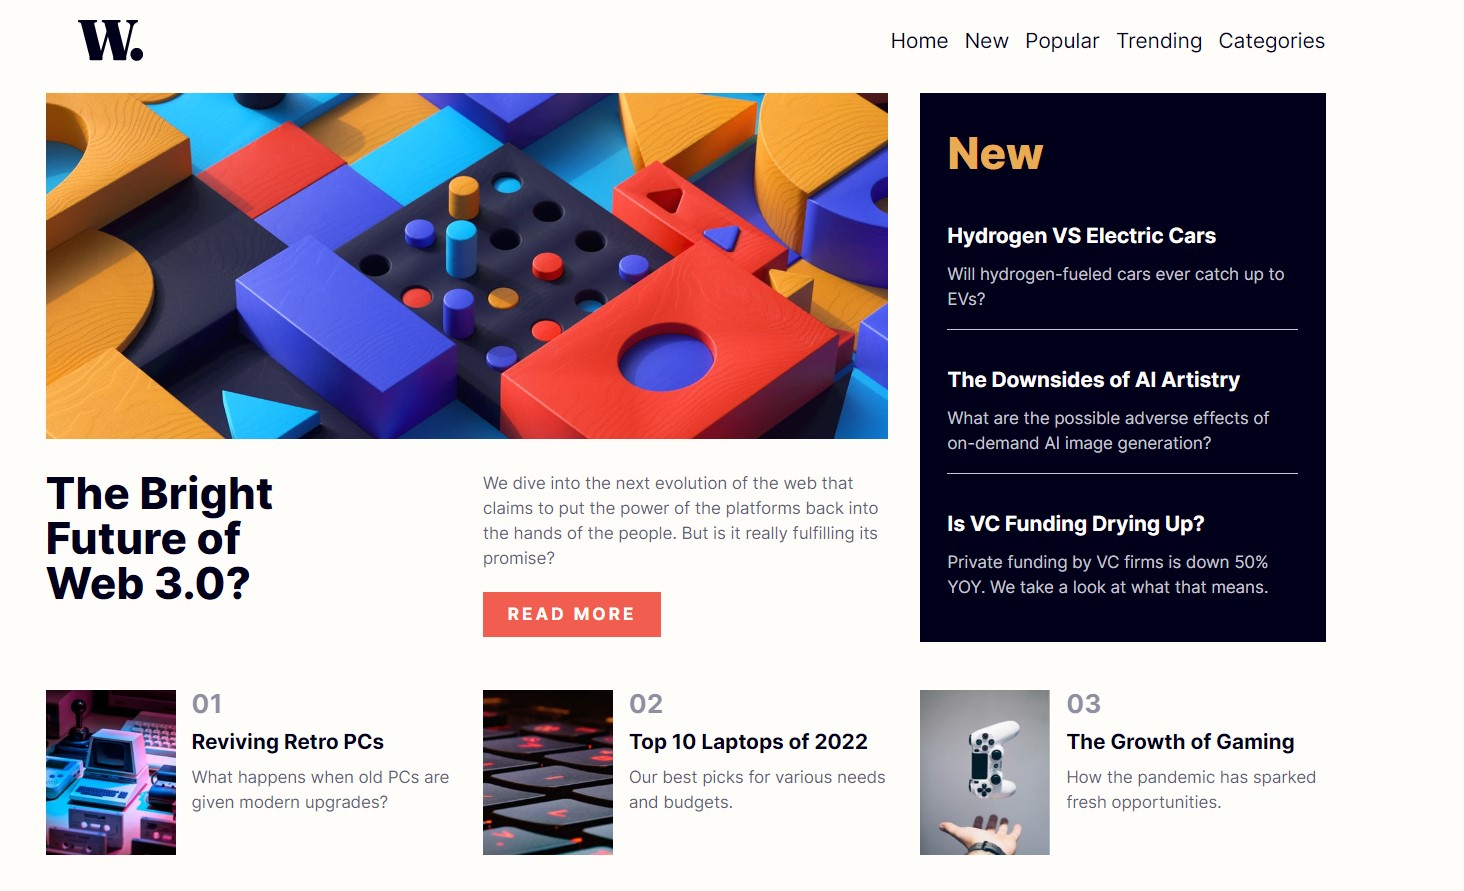 W.
Home New Popular Trending Categories
The Bright
Future of
Web 3.0?
We dive into the next evolution of the web that
claims to put the power of the platforms back into
the hands of the people. But is it really fulfilling its
promise?
READ MORE
New
Hydrogen VS Electric Cars
Will hydrogen-fueled cars ever catch up to
EVs?
The Downsides of AI Artistry
What are the possible adverse effects of
on-demand AI image generation?
Is VC Funding Drying Up?
Private funding by VC firms is down 50%
YOY. We take a look at what that means.
01
Reviving Retro PCs
What happens when old PCs are
given modern upgrades?
02
Top 10 Laptops of 2022
Our best picks for various needs
and budgets.
03
The Growth of Gaming
How the pandemic has sparked
fresh opportunities.